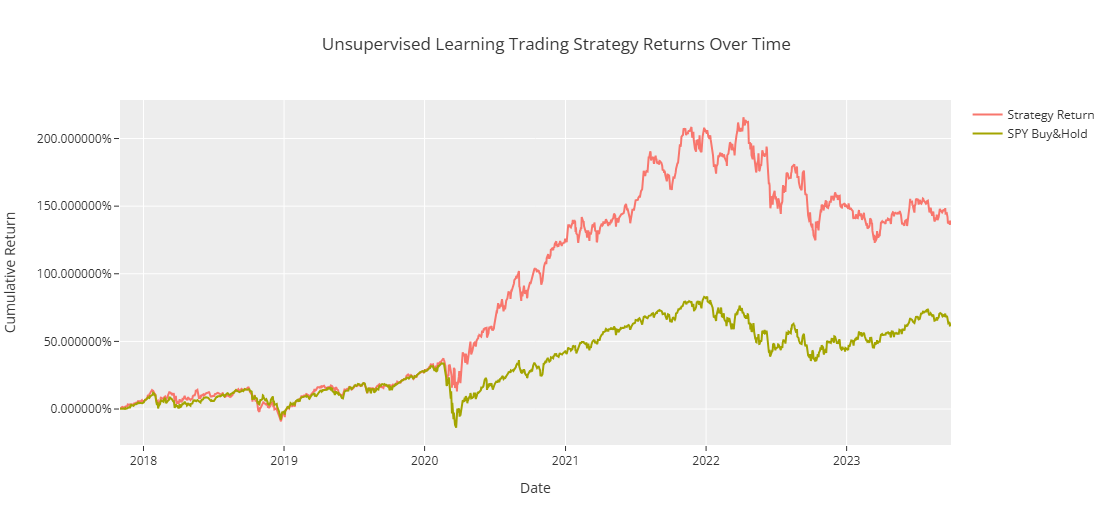 Unsupervised Learning Trading Strategy Returns Over Time
Strategy Return
SPY Buy&Hold
200.000000%
150.000000%
100.000000%
50.000000%
0.000000%
Cumulative Return
2018 2019 2020 2021 2022 2023
Date